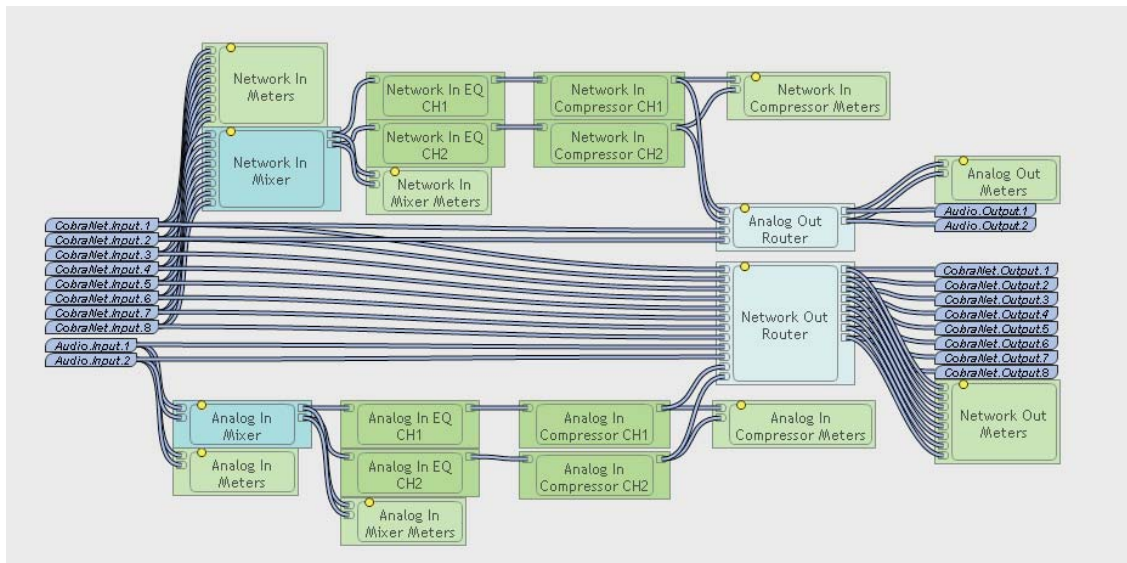 Network In
Meters
Network In EQ
CH1
Network In
Compressor CH1
Network In
Compressor Meters
Network In
Mixer
Network In EQ
CH2
Network In
Compressor CH2
Network In
Mixer Meters
Analog Out
Meters
CobraNet.Input.1
CobraNet.Input.2
CobraNet.Input.3
CobraNet.Input.4
CobraNet.Input.5
CobraNet.Input.6
CobraNet.Input.7
CobraNet.Input.8
Audio.Input.1
Audio.Input.2
Analog Out
Router
Audio.Output.1
Audio.Output.2
Network Out
Router
CobraNet.Output.1
CobraNet.Output.2
CobraNet.Output.3
CobraNet.Output.4
CobraNet.Output.5
CobraNet.Output.6
CobraNet.Output.7
CobraNet.Output.8
Network Out
Meters
Analog In
Mixer
Analog In EQ
CH1
Analog In
Compressor CH1
Analog In
Compressor Meters
Analog In
Meters
Analog In EQ
CH2
Analog In
Compressor CH2
Analog In
Mixer Meters